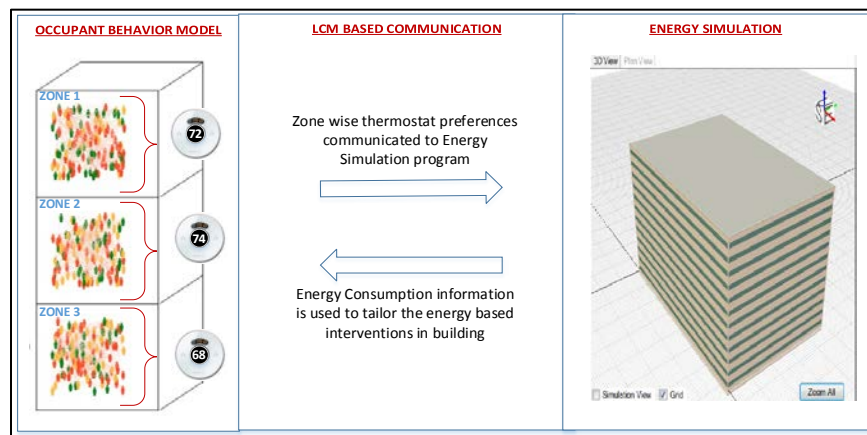 OCCUPANT BEHAVIOR MODEL
ZONE 1
72
ZONE 2
74
ZONE 3
68
LCM BASED COMMUNICATION
Zone wise thermostat preferences
communicated to Energy
Simulation program
Energy Consumption information
is used to tailor the energy based
interventions in building
ENERGY SIMULATION
3D View Plan View
Simulation View Grid
Zoom All